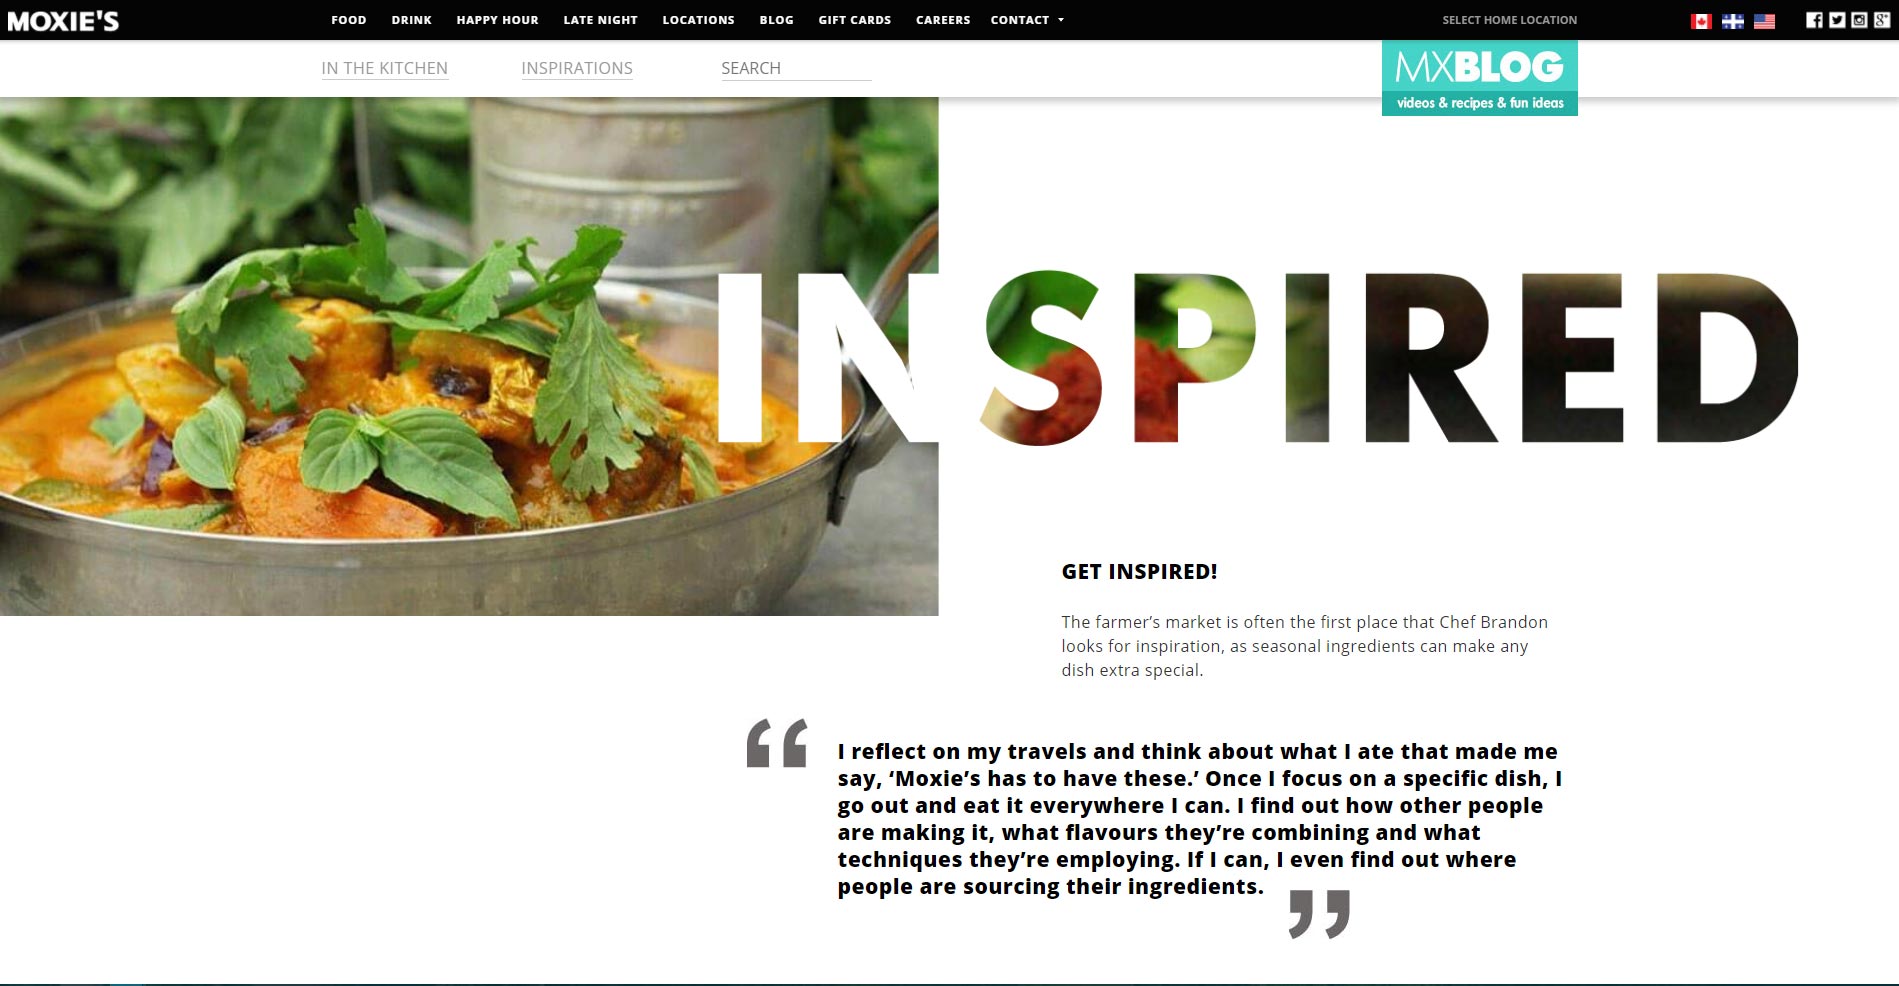 MOXIE'S
FOOD DRINK HAPPY HOUR LATE NIGHT LOCATIONS BLOG GIFT CARDS CAREERS CONTACT
SELECT HOME LOCATION
IN THE KITCHEN INSPIRATIONS SEARCH
MXBLOG
videos & recipes & fun ideas
INSPIRED
GET INSPIRED!
The farmer’s market is often the first place that Chef Brandon
looks for inspiration, as seasonal ingredients can make any
dish extra special.
“ I reflect on my travels and think about what I ate that made me
say, ‘Moxie’s has to have these.’ Once I focus on a specific dish, I
go out and eat it everywhere I can. I find out how other people
are making it, what flavours they’re combining and what
techniques they’re employing. If I can, I even find out where
people are sourcing their ingredients. ”